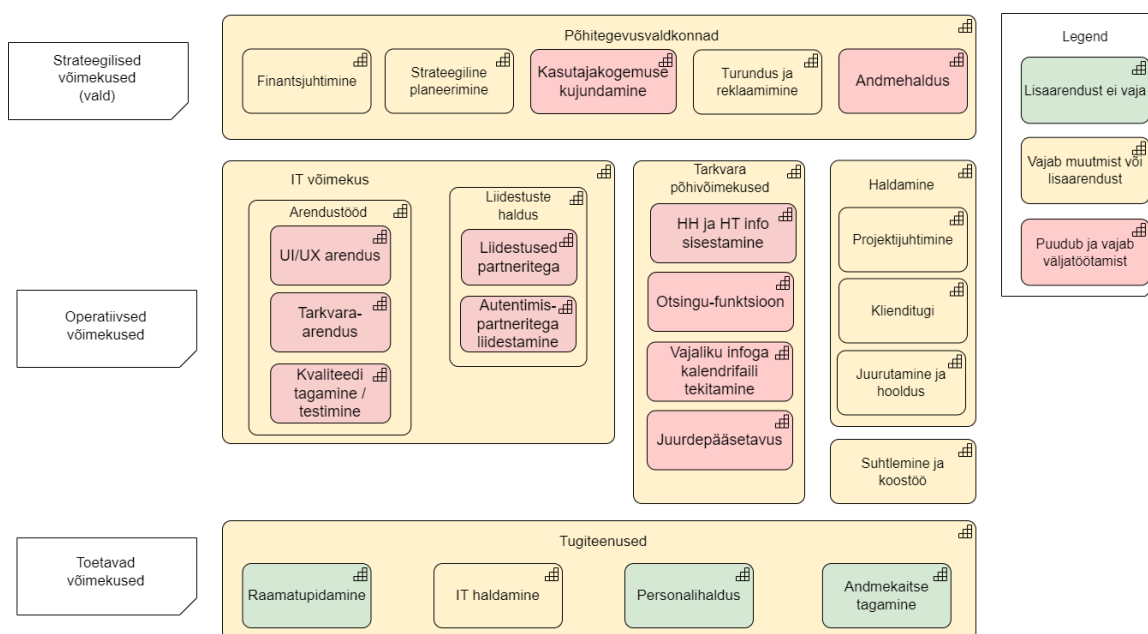 Strateegilised
võimekused
(vald)
Põhitegevusvaldkonnad
Finantsjuhtimine
Strateegiline
planeerimine
Kasutajakogemuse
kujundamine
Turundus ja
reklaamimine
Andmehaldus
Legend
Lisaarendust ei vaja
Vajab muutmist või
lisaarendust
Puudub ja vajab
väljatöötamist
Operatiivsed
võimekused
IT võimekus
Arendustööd
UI/UX arendus
Tarkvara-
arendus
Kvaliteedi
tagamine /
testimine
Liidestuste
haldus
Liidestused
partneritega
Autentimis-
partneritega
liidestamine
Tarkvara
põhivõimekused
HH ja HT info
sisestamine
Otsingu-funktsioon
Vajaliku infoga
kalendrifaili
tekitamine
Juurdepääsetavus
Haldamine
Projektijuhtimine
Klienditugi
Juurutamine ja
hooldus
Suhtlemine ja
koostöö
Toetavad
võimekused
Tugiteenused
Raamatupidamine
IT haldamine
Personalihaldus
Andmekaitse
tagamine